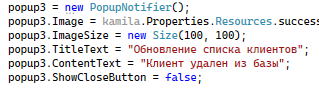 popup3 = new PopupNotifier();
popup3.Image = kamila.Properties.Resources.success
popup3.ImageSize = new Size(100, 100);
popup3.TitleText = "Обновление списка клиентов";
popup3.ContentText = "Клиент удален из базы";
popup3.ShowCloseButton = false;